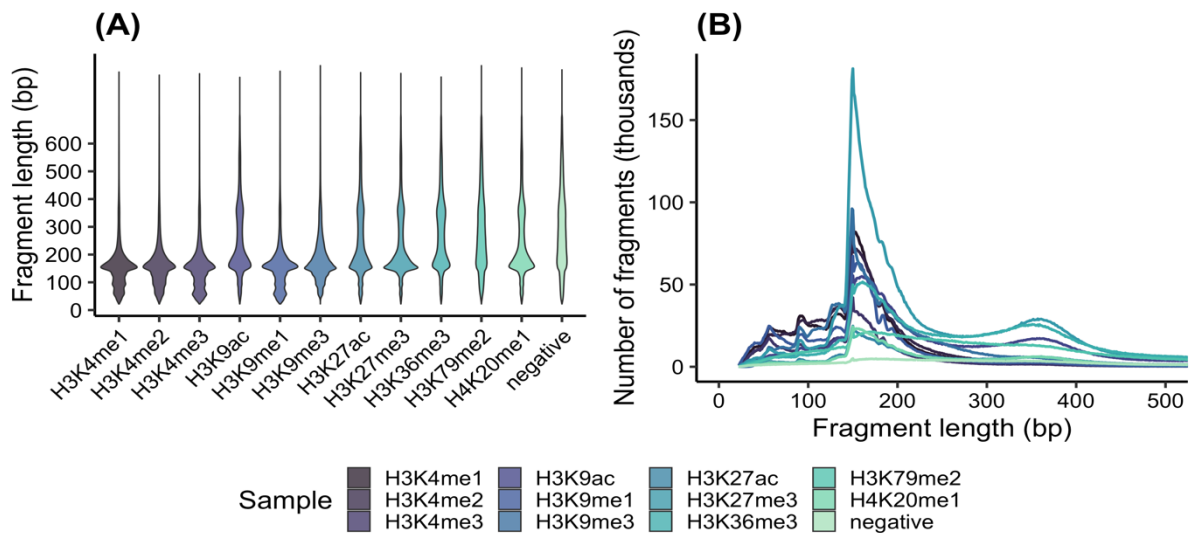 (A)
Fragment length (bp)
600
500
400
300
200
100
0
H3K4me1
H3K4me2
H3K4me3
H3K9ac
H3K9me1
H3K9me3
H3K27ac
H3K27me3
H3K36me3
H3K79me2
H4K20me1
negative
(B)
Number of fragments (thousands)
150
100
50
0
0 100 200 300 400 500
Fragment length (bp)
Sample
H3K4me1 H3K9ac H3K27ac H3K79me2
H3K4me2 H3K9me1 H3K27me3 H4K20me1
H3K4me3 H3K9me3 H3K36me3 negative